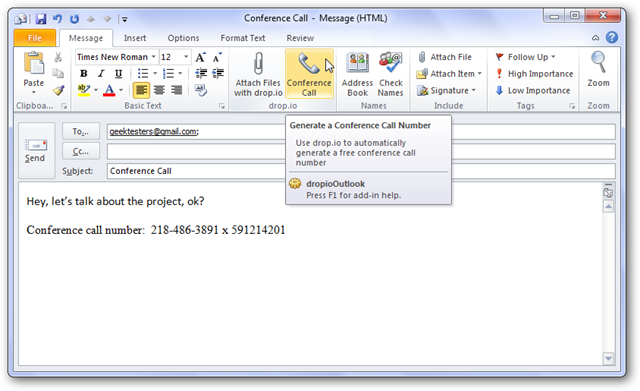 Conference Call - Message (HTML)
File Message Insert Options Format Text Review
Times New Roman 12
Paste
Attach Files with drop.io
Conference Call
Address Book
Check Names
Attach File
Attach Item
Signature
Follow Up
High Importance
Low Importance
Zoom
Clipboa... Basic Text drop.io Names Include Tags Zoom
Generate a Conference Call Number
Use drop.io to automatically
generate a free conference call
number
dropioOutlook
Press F1 for add-in help.
Send
To... geektesters@gmail.com;
Cc...
Subject: Conference Call
Hey, let's talk about the project, ok?
Conference call number: 218-486-3891 x 591214201